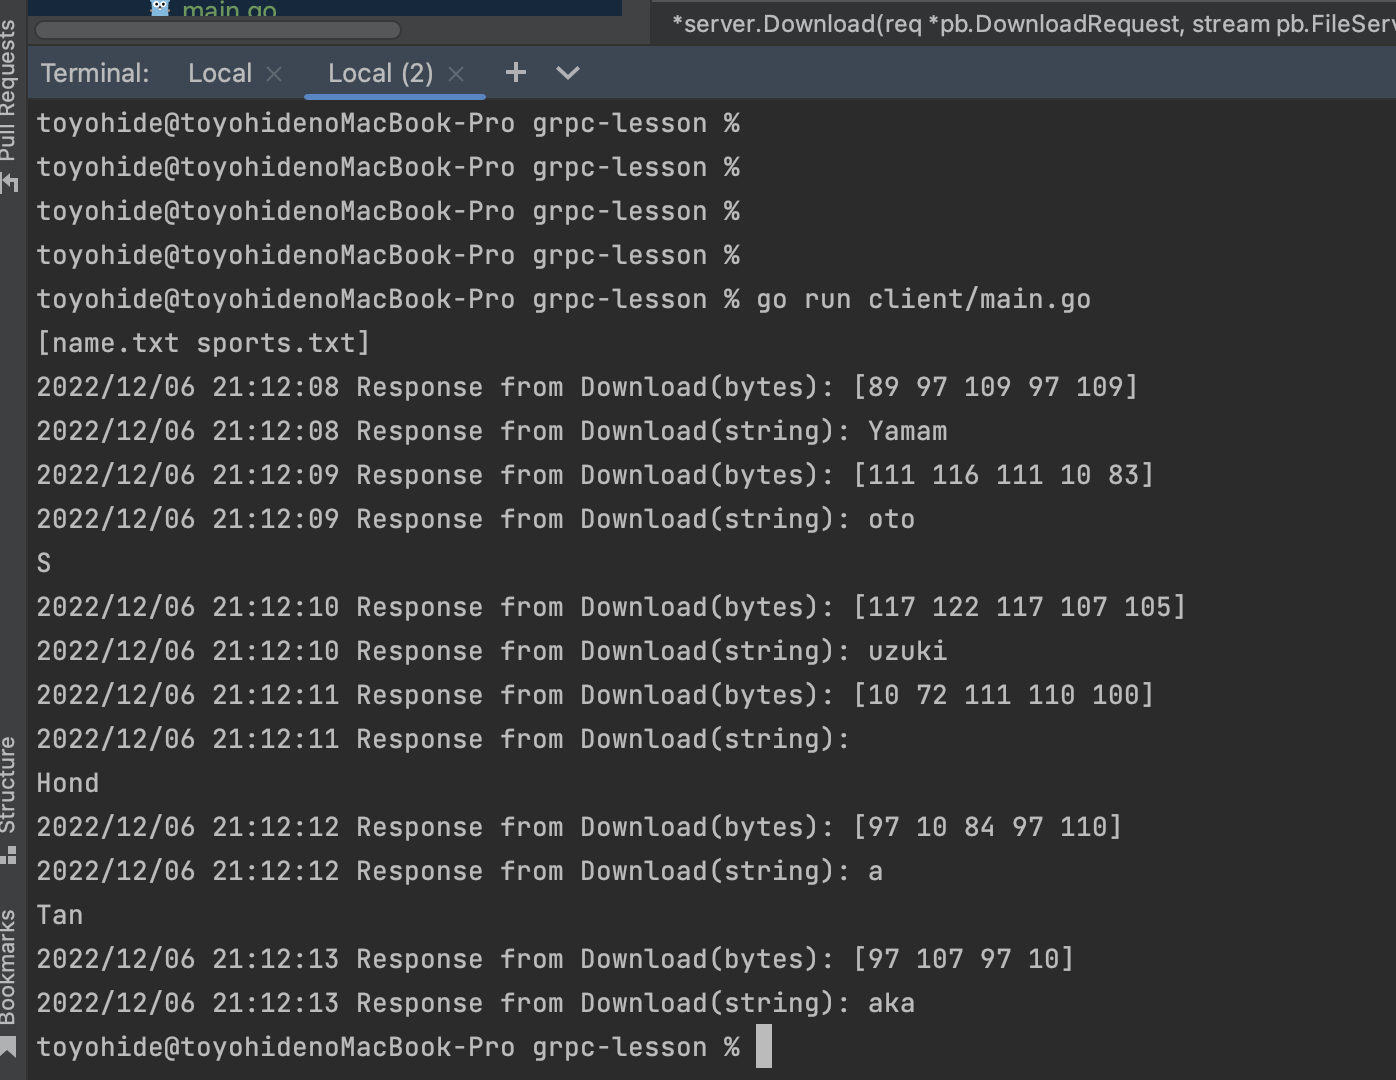 main.go
*server.Download(req *pb.DownloadRequest, stream pb.FileSer
Pull Requests
Terminal: Local Local (2)
toyohide@toyohidenoMacBook-Pro grpc-lesson %
toyohide@toyohidenoMacBook-Pro grpc-lesson %
toyohide@toyohidenoMacBook-Pro grpc-lesson %
toyohide@toyohidenoMacBook-Pro grpc-lesson %
toyohide@toyohidenoMacBook-Pro grpc-lesson % go run client/main.go
[name.txt sports.txt]
2022/12/06 21:12:08 Response from Download(bytes): [89 97 109 97 109]
2022/12/06 21:12:08 Response from Download(string): Yamam
2022/12/06 21:12:09 Response from Download(bytes): [111 116 111 10 83]
2022/12/06 21:12:09 Response from Download(string): oto
S
2022/12/06 21:12:10 Response from Download(bytes): [117 122 117 107 105]
2022/12/06 21:12:10 Response from Download(string): uzuki
2022/12/06 21:12:11 Response from Download(bytes): [10 72 111 110 100]
2022/12/06 21:12:11 Response from Download(string):
Hond
2022/12/06 21:12:12 Response from Download(bytes): [97 10 84 97 110]
2022/12/06 21:12:12 Response from Download(string): a
Tan
2022/12/06 21:12:13 Response from Download(bytes): [97 107 97 10]
2022/12/06 21:12:13 Response from Download(string): aka
toyohide@toyohidenoMacBook-Pro grpc-lesson %
Structure
Bookmarks